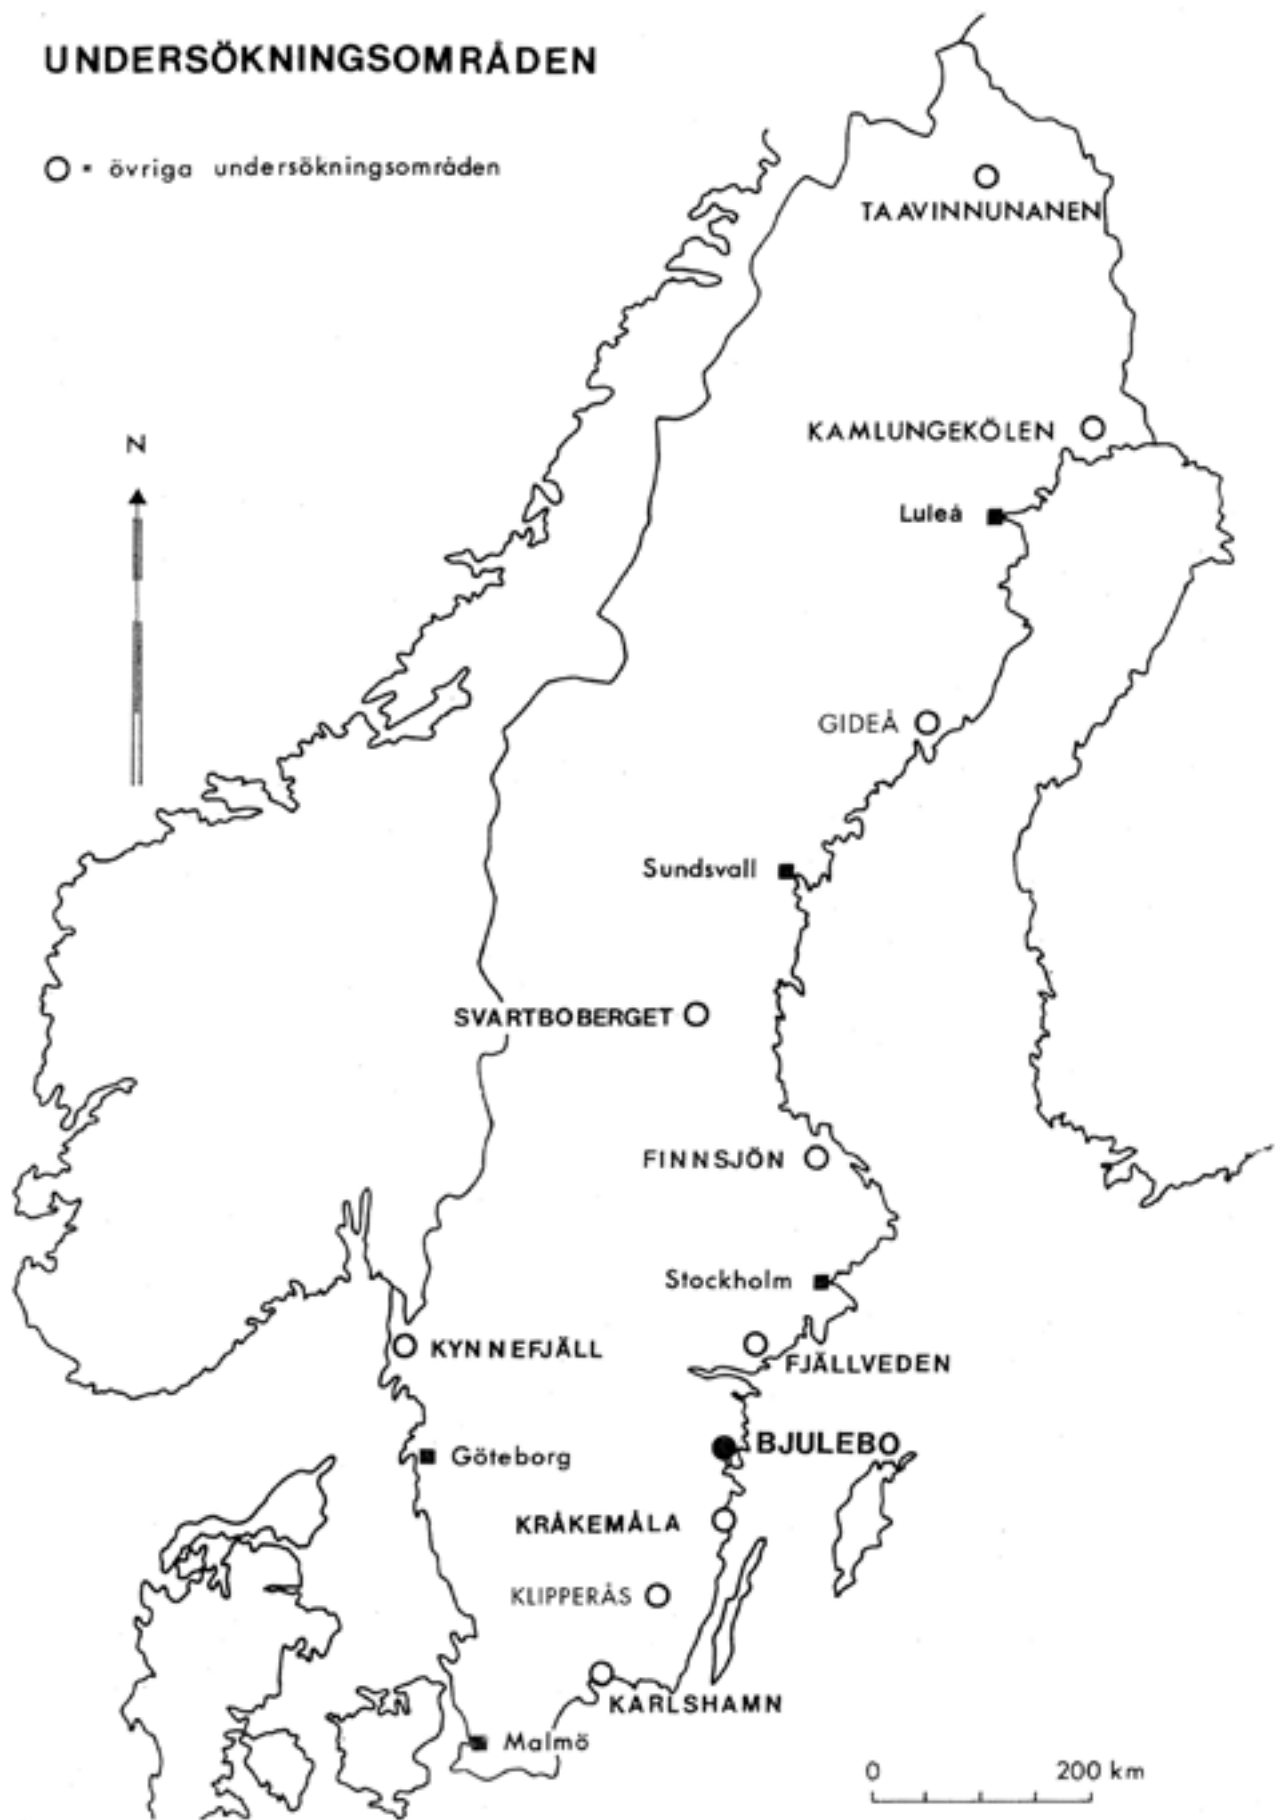 UNDERSÖKNINGSOMRÅDEN
= övriga undersökningsområden
TAAVINNUNANEN
N
KAMLUNGEKÖLEN
Luleå
GIDEÅ
Sundsvall
SVARTBOBERGET
FINNSJÖN
Stockholm
KYNNEFJÄLL
FJÄLLVEDEN
BJULEBO
Göteborg
KRÅKEMÅLA
KLIPPERÅS
KARLSHAMN
Malmö
0 200 km